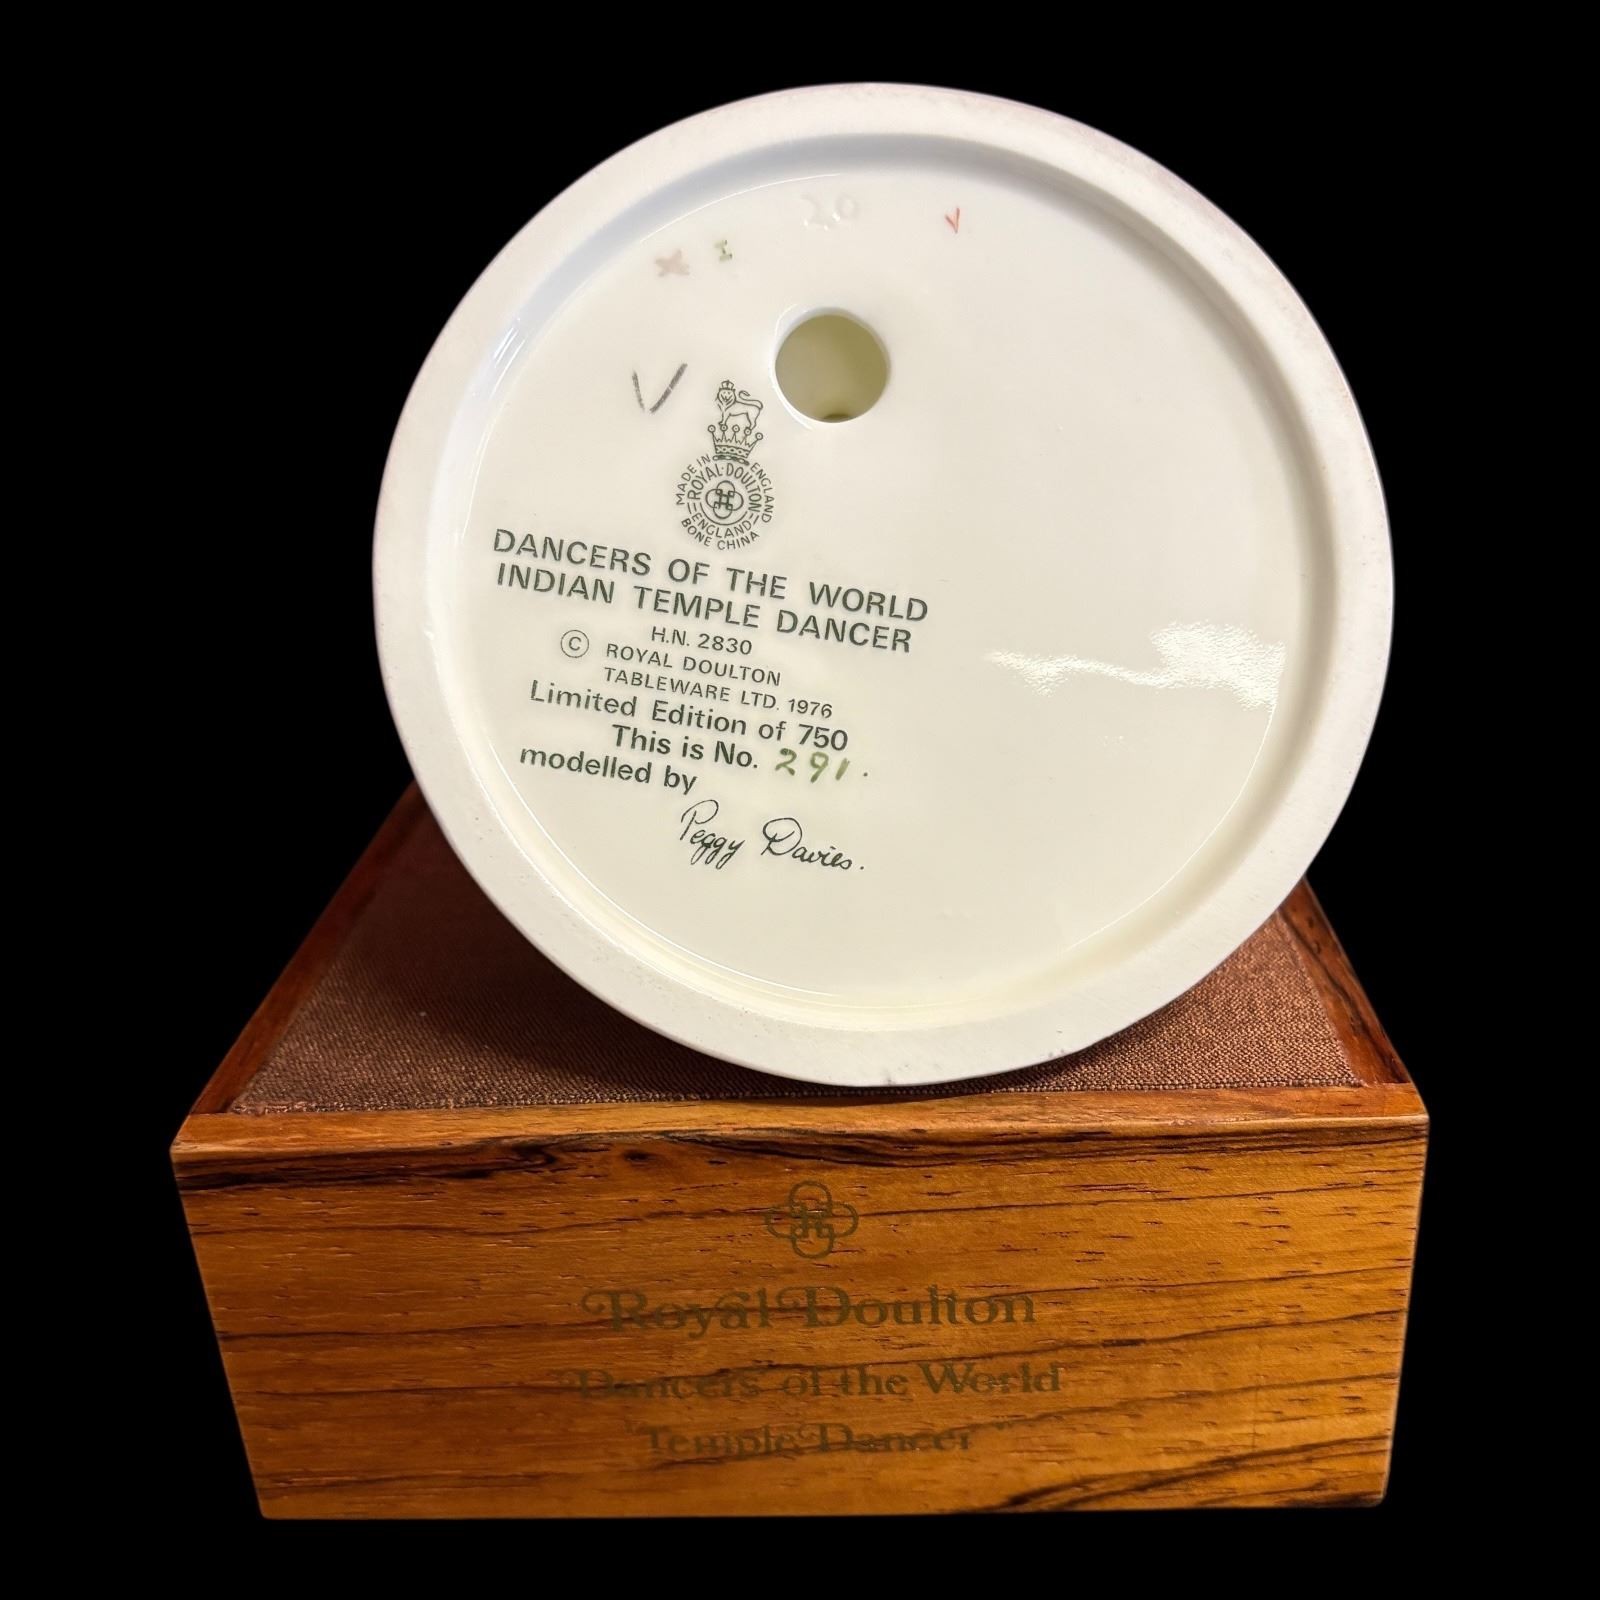 20
MADE IN ENGLAND
ROYAL·DOULTON
ENGLAND
BONE CHINA
DANCERS OF THE WORLD
INDIAN TEMPLE DANCER
H.N. 2830
© ROYAL DOULTON
TABLEWARE LTD. 1976
Limited Edition of 750
This is No. 291.
modelled by
Peggy Davies.
Royal Doulton
Dancers of the World
"Temple Dancer"